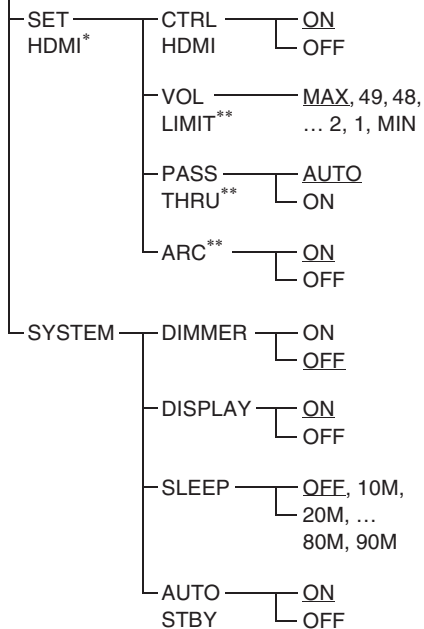 SET
HDMI*
CTRL
HDMI
ON
OFF
VOL
LIMIT**
MAX, 49, 48,
… 2, 1, MIN
PASS
THRU**
AUTO
ON
ARC**
ON
OFF
SYSTEM
DIMMER
ON
OFF
DISPLAY
ON
OFF
SLEEP
OFF, 10M,
20M, …
80M, 90M
AUTO
STBY
ON
OFF